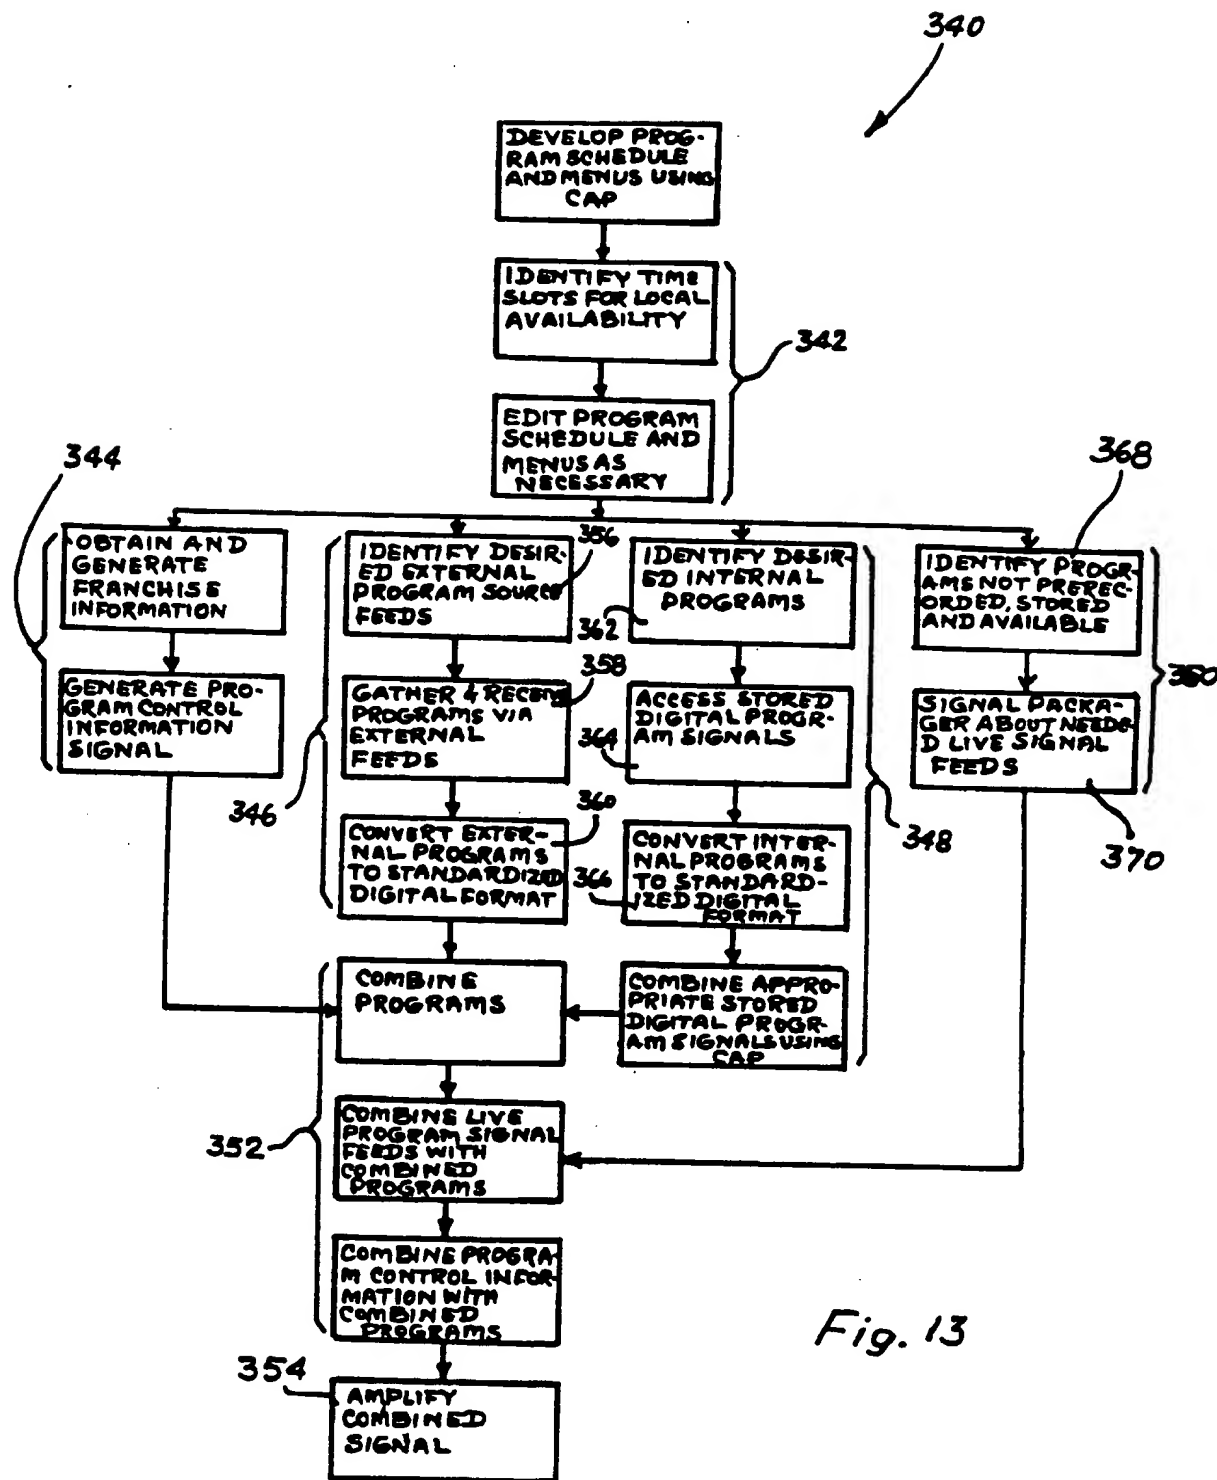 340
DEVELOP PROG-
RAM SCHEDULE
AND MENUS USING
CAP
IDENTIFY TIME
SLOTS FOR LOCAL
AVAILABILITY
342
EDIT PROGRAM
SCHEDULE AND
MENUS AS
NECESSARY
344
OBTAIN AND
GENERATE
FRANCHISE
INFORMATION
GENERATE PRO-
GRAM CONTROL
INFORMATION
SIGNAL
346
IDENTIFY DESIR-
ED EXTERNAL
PROGRAM SOURCE
FEEDS
356
GATHER & RECEIVE
PROGRAMS VIA
EXTERNAL
FEEDS
358
CONVERT EXTER-
NAL PROGRAMS
TO STANDARDIZED
DIGITAL FORMAT
360
IDENTIFY DESIR-
ED INTERNAL
PROGRAMS
362
ACCESS STORED
DIGITAL PROGR-
AM SIGNALS
364
CONVERT INTER-
NAL PROGRAMS
TO STANDARD-
IZED DIGITAL
FORMAT
366
COMBINE APPRO-
PRIATE STORED
DIGITAL PROGR-
AM SIGNALS USING
CAP
348
368
IDENTIFY PROGR-
AMS NOT PREREC-
ORDED, STORED
AND AVAILABLE
350
SIGNAL PACKA-
GER ABOUT NEEDE-
D LIVE SIGNAL
FEEDS
370
COMBINE
PROGRAMS
352
COMBINE LIVE
PROGRAM SIGNAL
FEEDS WITH
COMBINED
PROGRAMS
COMBINE PROGRA-
M CONTROL INFOR-
MATION WITH
COMBINED
PROGRAMS
354
AMPLIFY
COMBINED
SIGNAL
Fig. 13